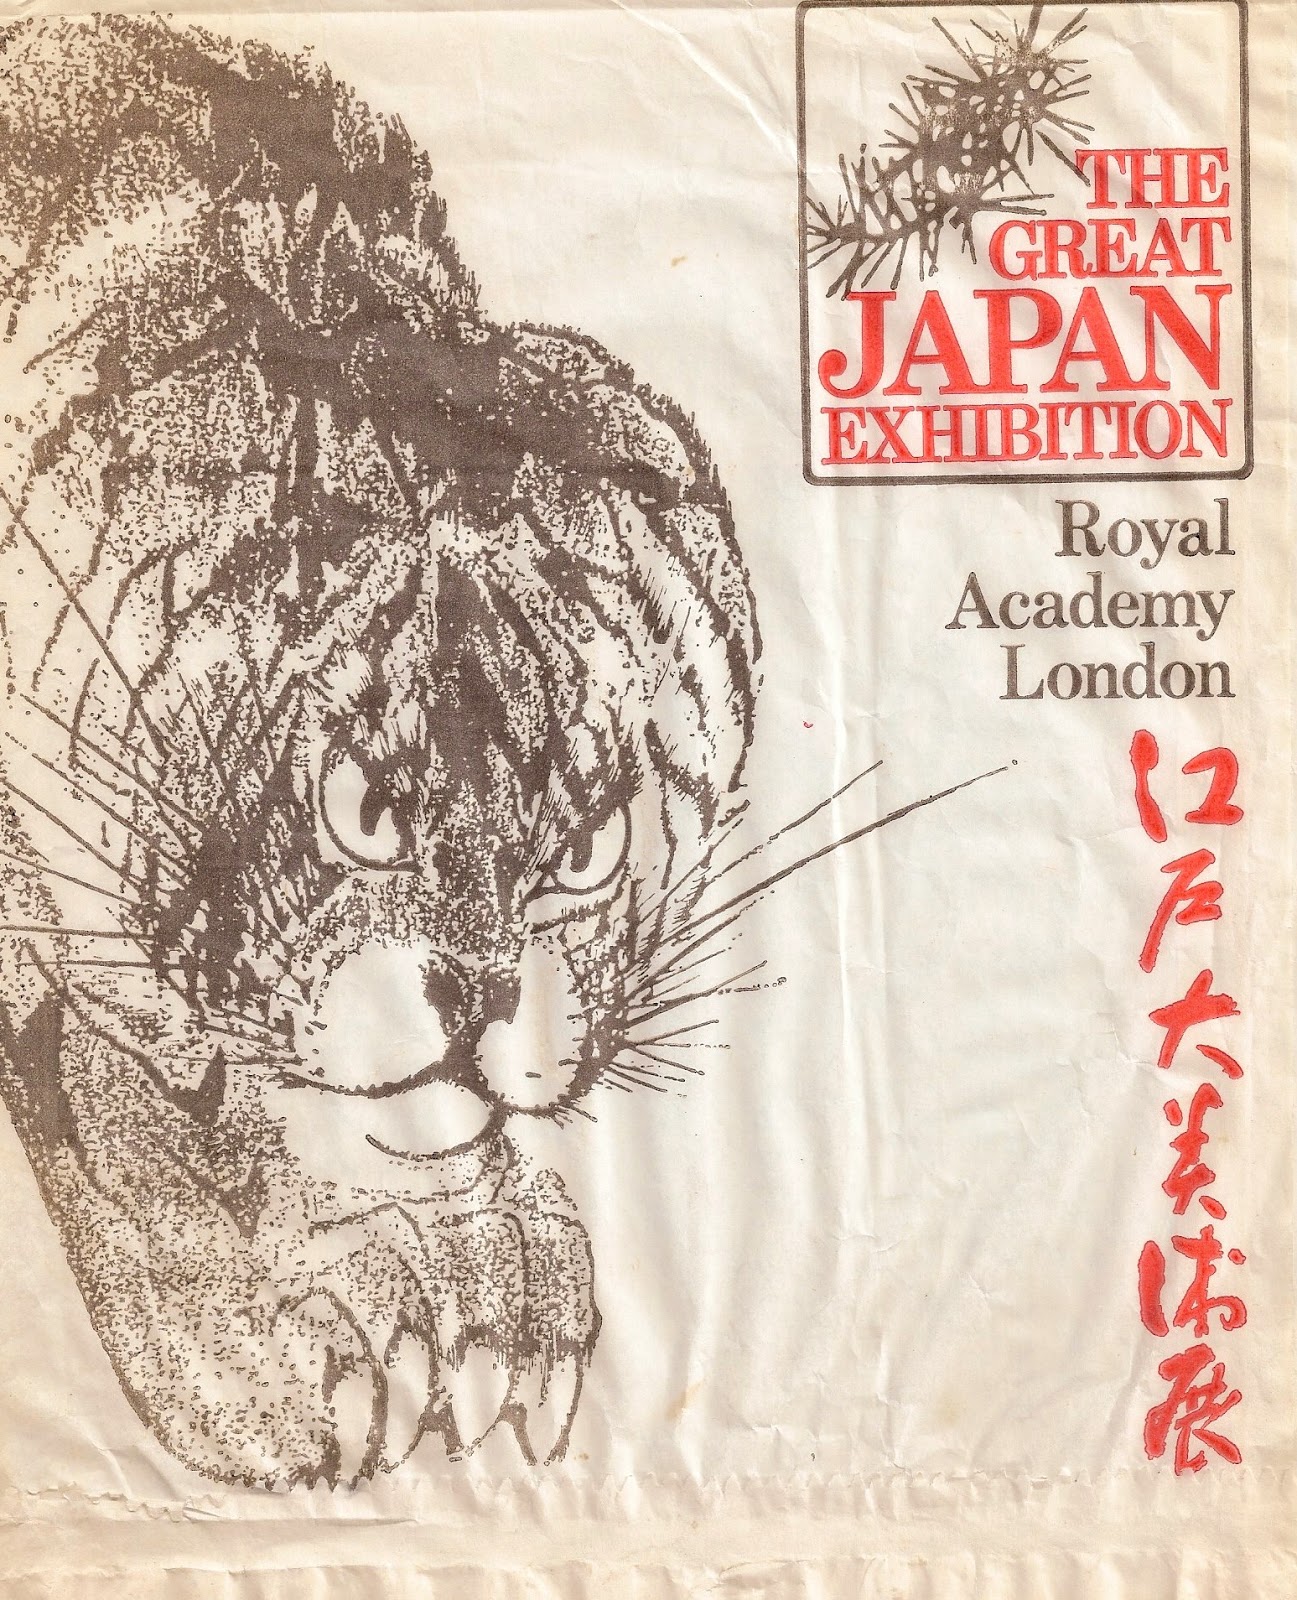 THE
GREAT
JAPAN
EXHIBITION
Royal
Academy
London
江戸大美術展